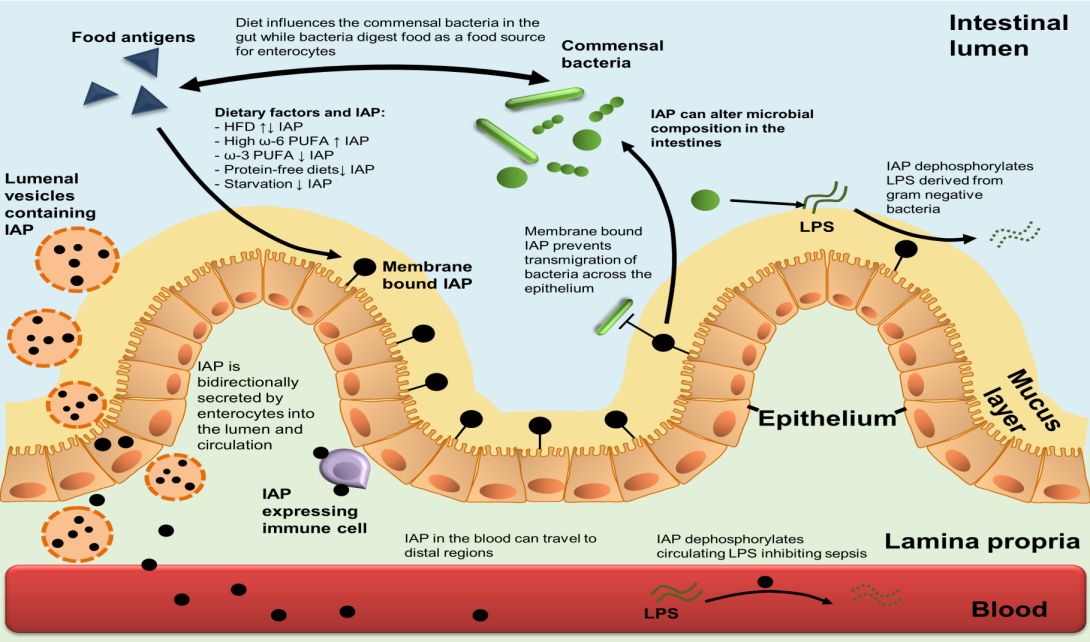 Diet influences the commensal bacteria in the
gut while bacteria digest food as a food source
for enterocytes
Intestinal
lumen
Food antigens
Commensal
bacteria
Dietary factors and IAP:
- HFD ↑↓ IAP
- High ω-6 PUFA ↑ IAP
- ω-3 PUFA ↓ IAP
- Protein-free diets↓ IAP
- Starvation ↓ IAP
IAP can alter microbial
composition in the
intestines
IAP dephosphorylates
LPS derived from
gram negative
bacteria
Lumenal
vesicles
containing
IAP
LPS
Membrane bound
IAP prevents
transmigration of
bacteria across the
epithelium
Membrane
bound IAP
IAP is
bidirectionally
secreted by
enterocytes into
the lumen and
circulation
Epithelium
Mucus
layer
IAP
expressing
immune cell
IAP in the blood can travel to
distal regions
IAP dephosphorylates
circulating LPS inhibiting sepsis
Lamina propria
LPS
Blood